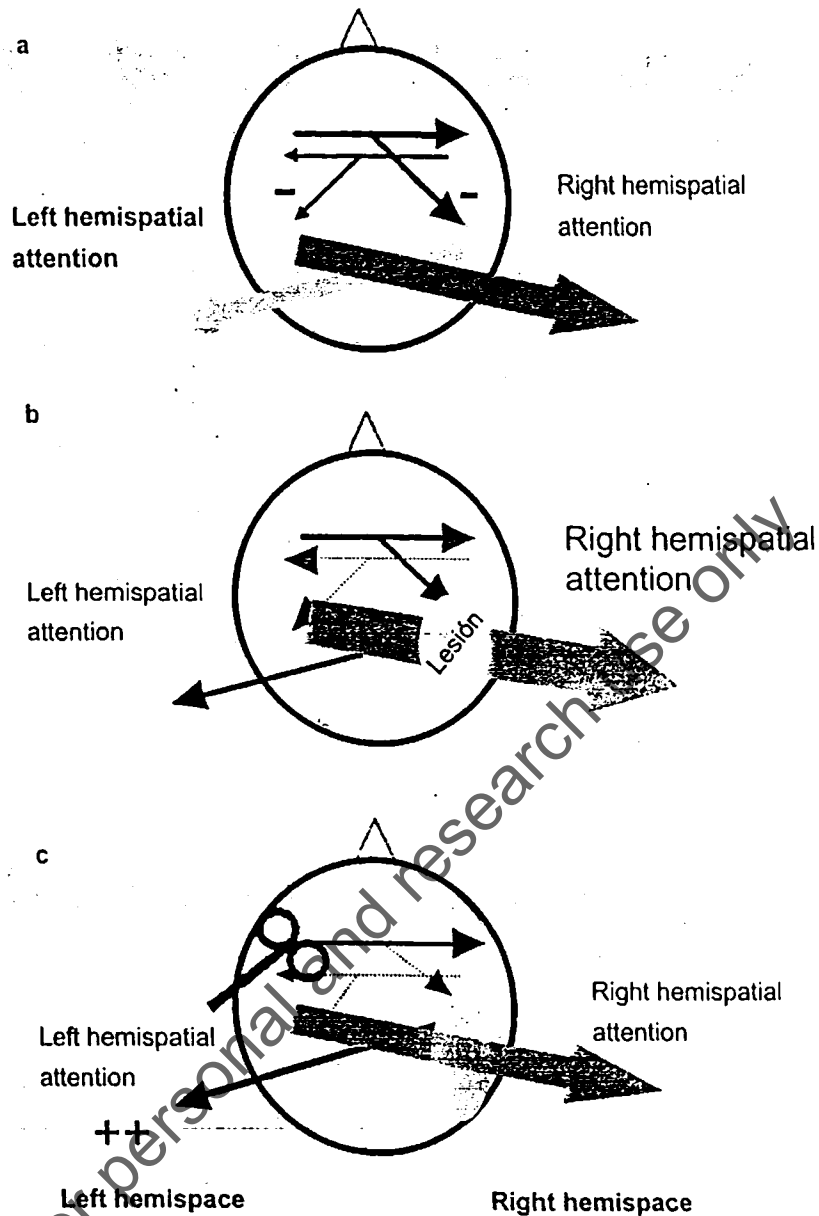 a
Left hemispatial
attention
-
-
Right hemispatial
attention
b
Left hemispatial
attention
Lesión
Right hemispatial
attention
c
Left hemispatial
attention
++
Right hemispatial
attention
Left hemispace
Right hemispace
or personal and research use only